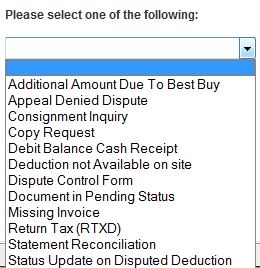 Please select one of the following:
Additional Amount Due To Best Buy
Appeal Denied Dispute
Consignment Inquiry
Copy Request
Debit Balance Cash Receipt
Deduction not Available on site
Dispute Control Form
Document in Pending Status
Missing Invoice
Return Tax (RTXD)
Statement Reconciliation
Status Update on Disputed Deduction